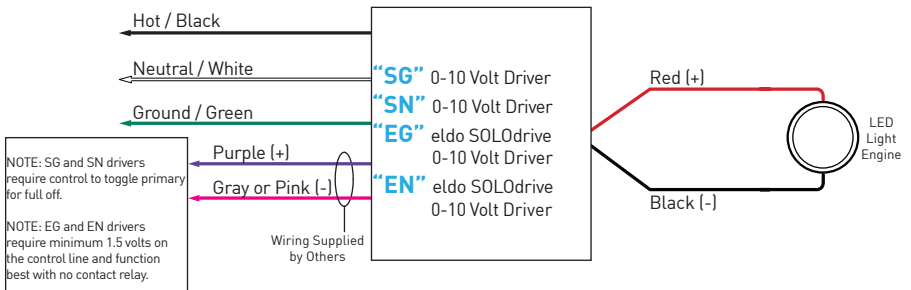 Hot / Black
Neutral / White
Ground / Green
Purple (+)
Gray or Pink (-)
Wiring Supplied
by Others
NOTE: SG and SN drivers
require control to toggle primary
for full off.
NOTE: EG and EN drivers
require minimum 1.5 volts on
the control line and function
best with no contact relay.
“SG” 0-10 Volt Driver
“SN” 0-10 Volt Driver
“EG” eldo SOLOdrive
0-10 Volt Driver
“EN” eldo SOLOdrive
0-10 Volt Driver
Red (+)
Black (-)
LED
Light
Engine